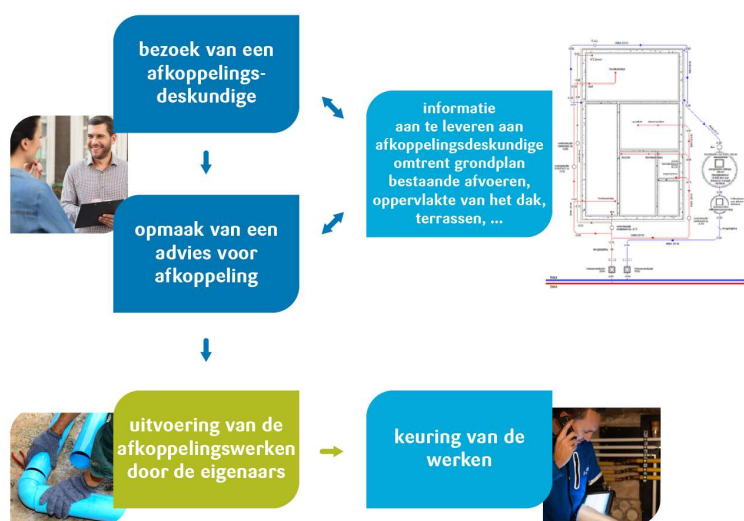 bezoek van een
afkoppelings-
deskundige
informatie
aan te leveren aan
afkoppelingsdeskundige
omtrent grondplan
bestaande afvoeren,
oppervlakte van het dak,
terrassen, ...
opmaak van een
advies voor
afkoppeling
uitvoering van de
afkoppelingswerken
door de eigenaars
keuring van de
werken